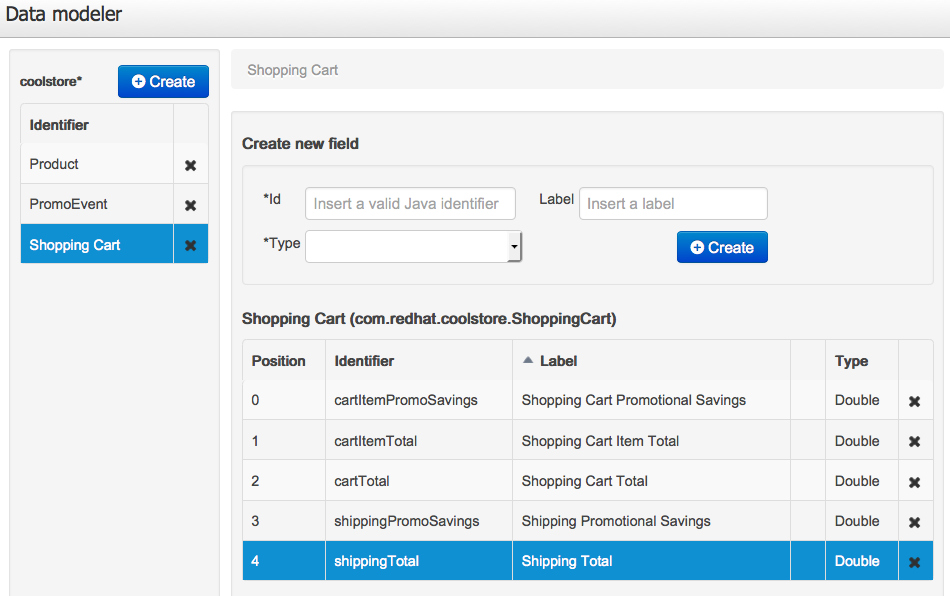 Data modeler
coolstore*
Create
Identifier
Product
PromoEvent
Shopping Cart
Shopping Cart
Create new field
*Id Insert a valid Java identifier Label Insert a label
*Type
Create
Shopping Cart (com.redhat.coolstore.ShoppingCart)
Position Identifier Label Type
0 cartItemPromoSavings Shopping Cart Promotional Savings Double
1 cartItemTotal Shopping Cart Item Total Double
2 cartTotal Shopping Cart Total Double
3 shippingPromoSavings Shipping Promotional Savings Double
4 shippingTotal Shipping Total Double